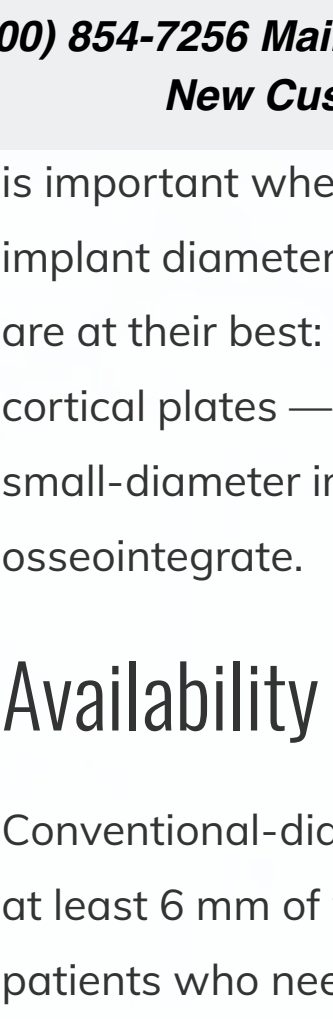 00) 854-7256 Mai
New Cus
is important whe
implant diameter
are at their best:
cortical plates —
small-diameter i
osseointegrate.
Availability
Conventional-dia
at least 6 mm of
patients who nee